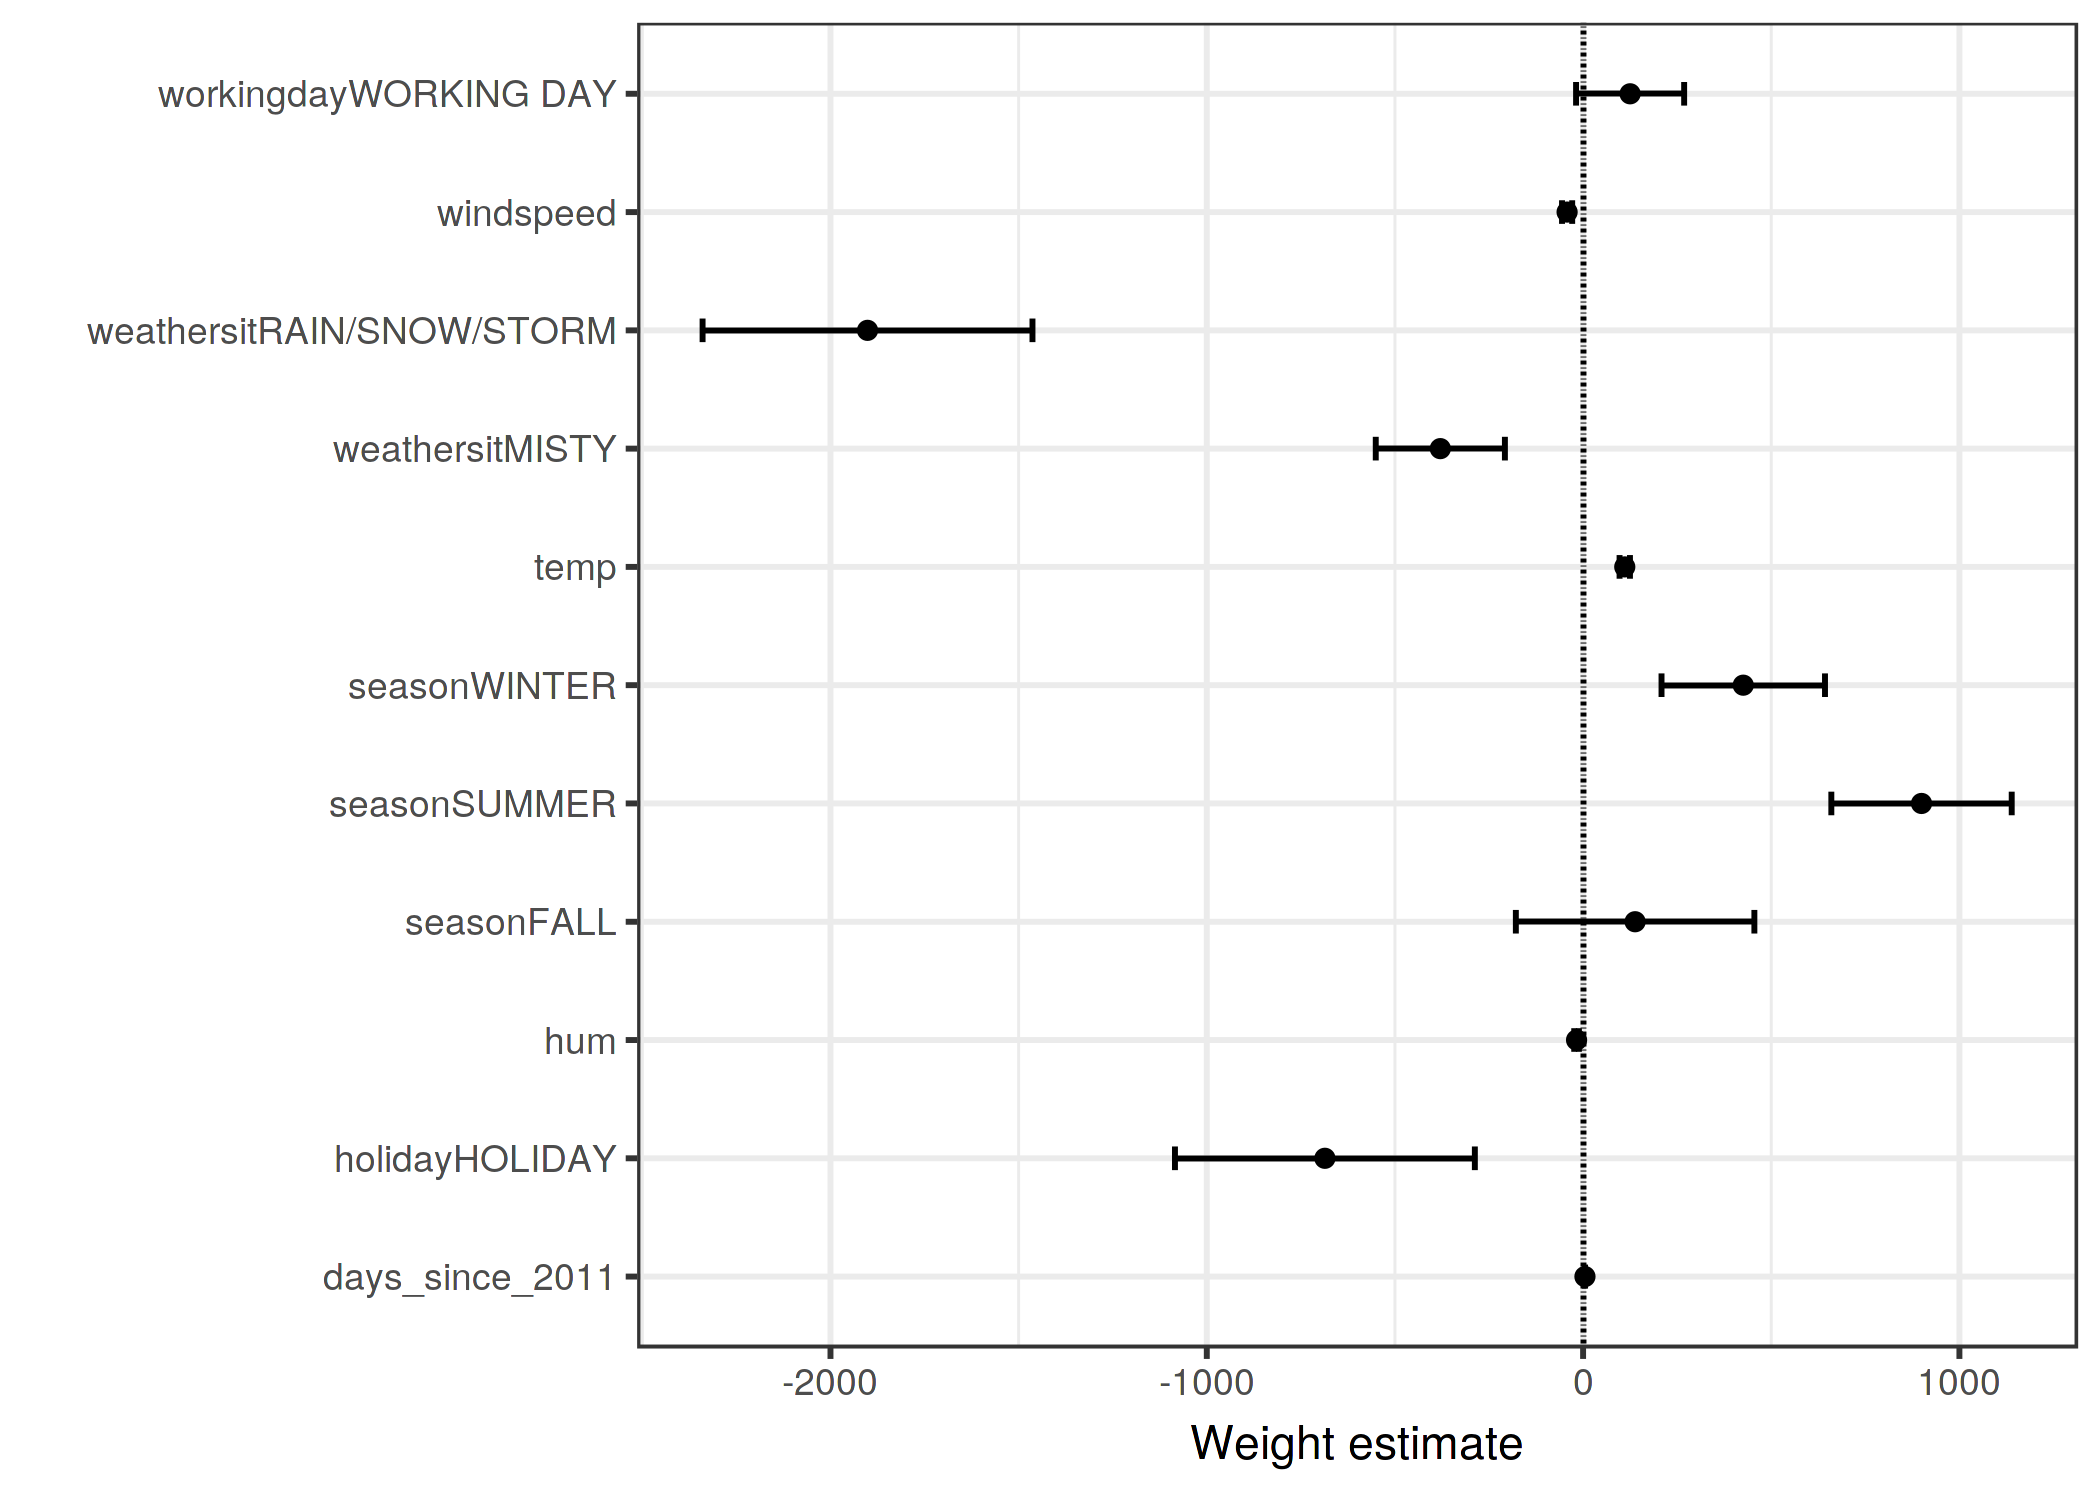 workingdayWORKING DAY
windspeed
weathersitRAIN/SNOW/STORM
weathersitMISTY
temp
seasonWINTER
seasonSUMMER
seasonFALL
hum
holidayHOLIDAY
days_since_2011
-2000 -1000 0 1000
Weight estimate